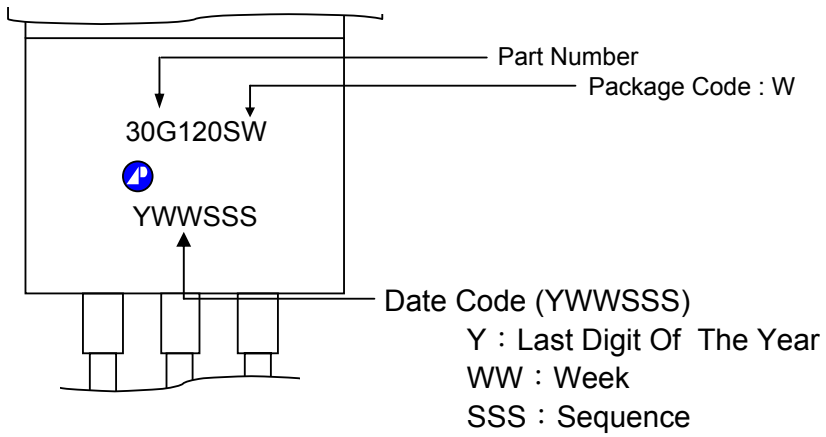 Part Number
Package Code : W
30G120SW
YWWSSS
Date Code (YWWSSS)
Y：Last Digit Of The Year
WW：Week
SSS：Sequence